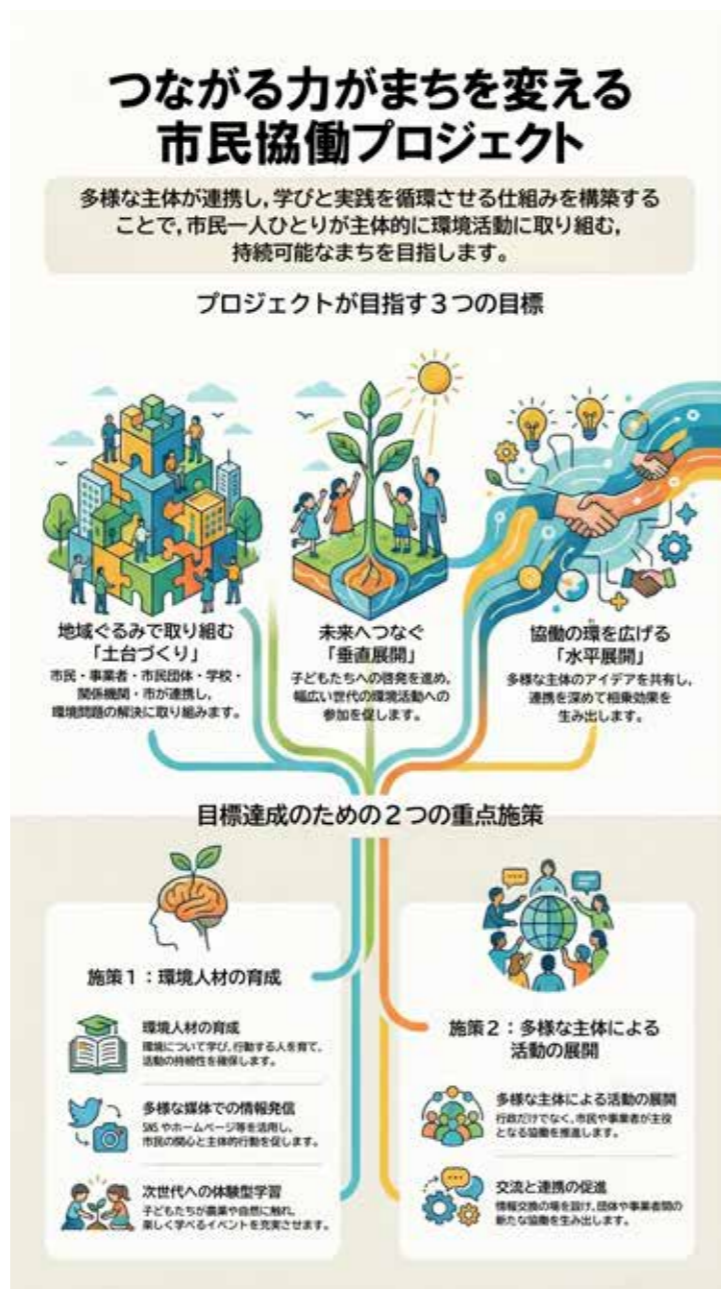 つながる力がまちを変える
市民協働プロジェクト
多様な主体が連携し,学びと実践を循環させる仕組みを構築する
ことで,市民一人ひとりが主体的に環境活動に取り組む,
持続可能なまちを目指します。
プロジェクトが目指す3つの目標
地域ぐるみで取り組む
「土台づくり」
市民・事業者・市民団体・学校・
関係機関・市が連携し,
環境問題の解決に取り組みます。
未来へつなぐ
「垂直展開」
子どもたちへの啓発を進め,
幅広い世代の環境活動への
参加を促します。
わ
協働の環を広げる
「水平展開」
多様な主体のアイデアを共有し,
連携を深めて相乗効果を
生み出します。
目標達成のための2つの重点施策
施策1:環境人材の育成
環境人材の育成
環境について学び,行動する人を育て,
活動の持続性を確保します。
多様な媒体での情報発信
SNSやホームページ等を活用し,
市民の関心と主体的行動を促します。
次世代への体験型学習
子どもたちが農業や自然に触れ,
楽しく学べるイベントを充実させます。
施策2:多様な主体による
活動の展開
多様な主体による活動の展開
行政だけでなく,市民や事業者が主役
となる協働を推進します。
交流と連携の促進
情報交換の場を設け,団体や事業者間の
新たな協働を生み出します。